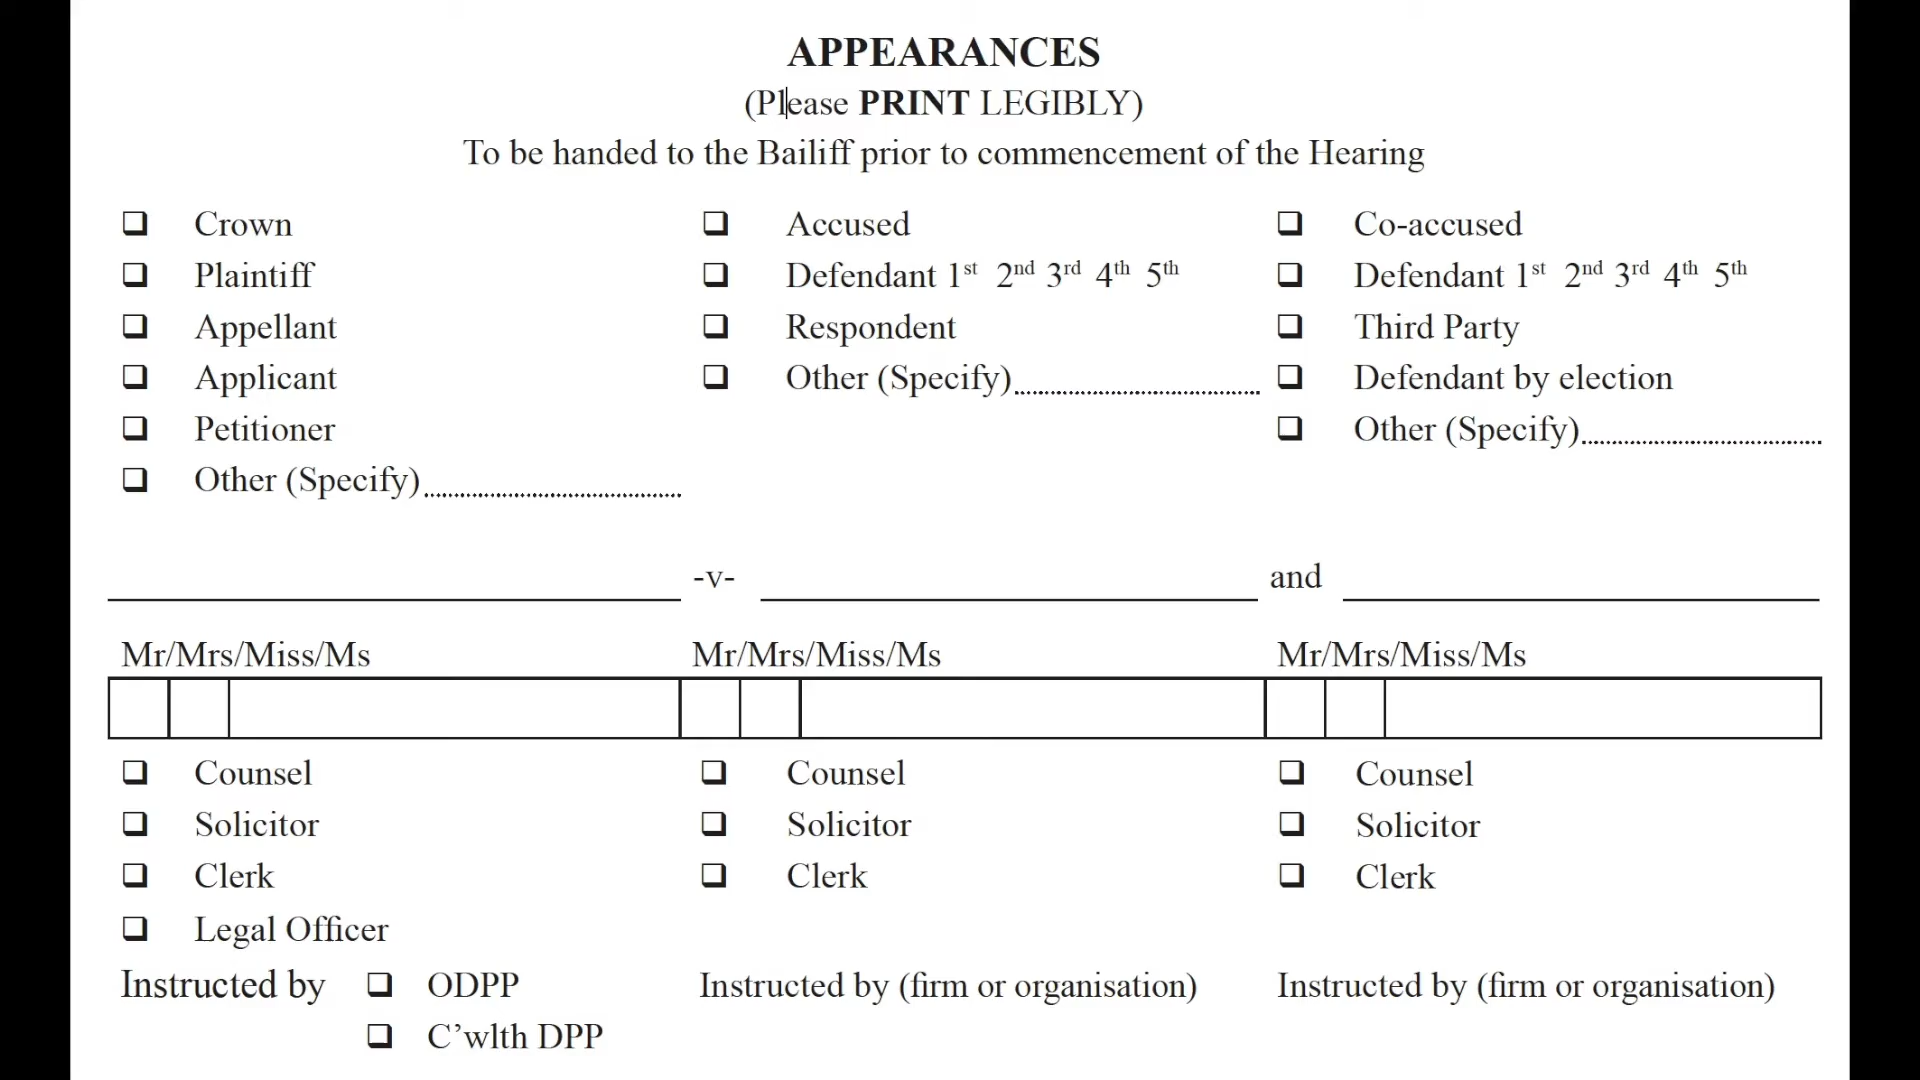 APPEARANCES
(Please PRINT LEGIBLY)
To be handed to the Bailiff prior to commencement of the Hearing
❑ Crown ❑ Accused ❑ Co-accused
❑ Plaintiff ❑ Defendant 1st 2nd 3rd 4th 5th ❑ Defendant 1st 2nd 3rd 4th 5th
❑ Appellant ❑ Respondent ❑ Third Party
❑ Applicant ❑ Other (Specify) ❑ Defendant by election
❑ Petitioner ❑ Other (Specify)
❑ Other (Specify)
-v- and
Mr/Mrs/Miss/Ms Mr/Mrs/Miss/Ms Mr/Mrs/Miss/Ms
❑ Counsel ❑ Counsel ❑ Counsel
❑ Solicitor ❑ Solicitor ❑ Solicitor
❑ Clerk ❑ Clerk ❑ Clerk
❑ Legal Officer
Instructed by ❑ ODPP Instructed by (firm or organisation) Instructed by (firm or organisation)
❑ C’wlth DPP